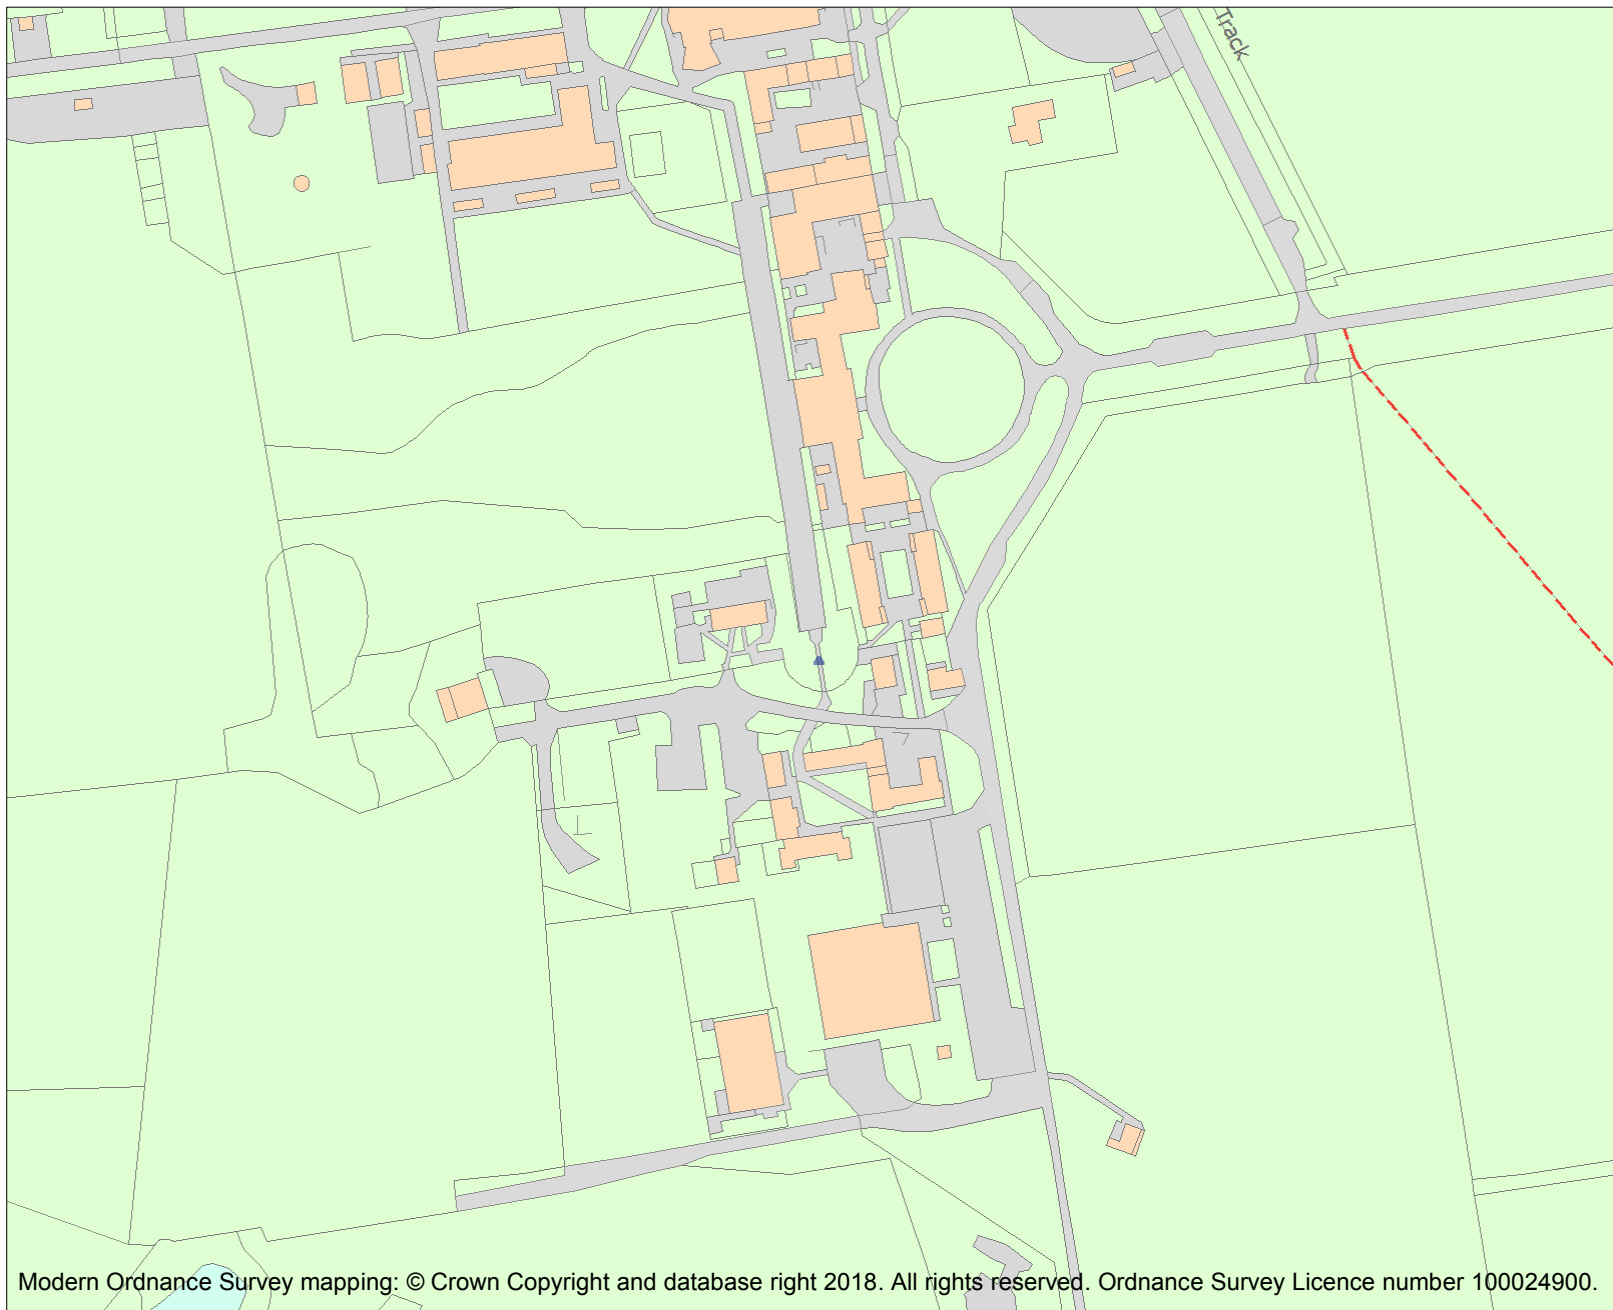 Track
Modern Ordnance Survey mapping: © Crown Copyright and database right 2018. All rights reserved. Ordnance Survey Licence number 100024900.